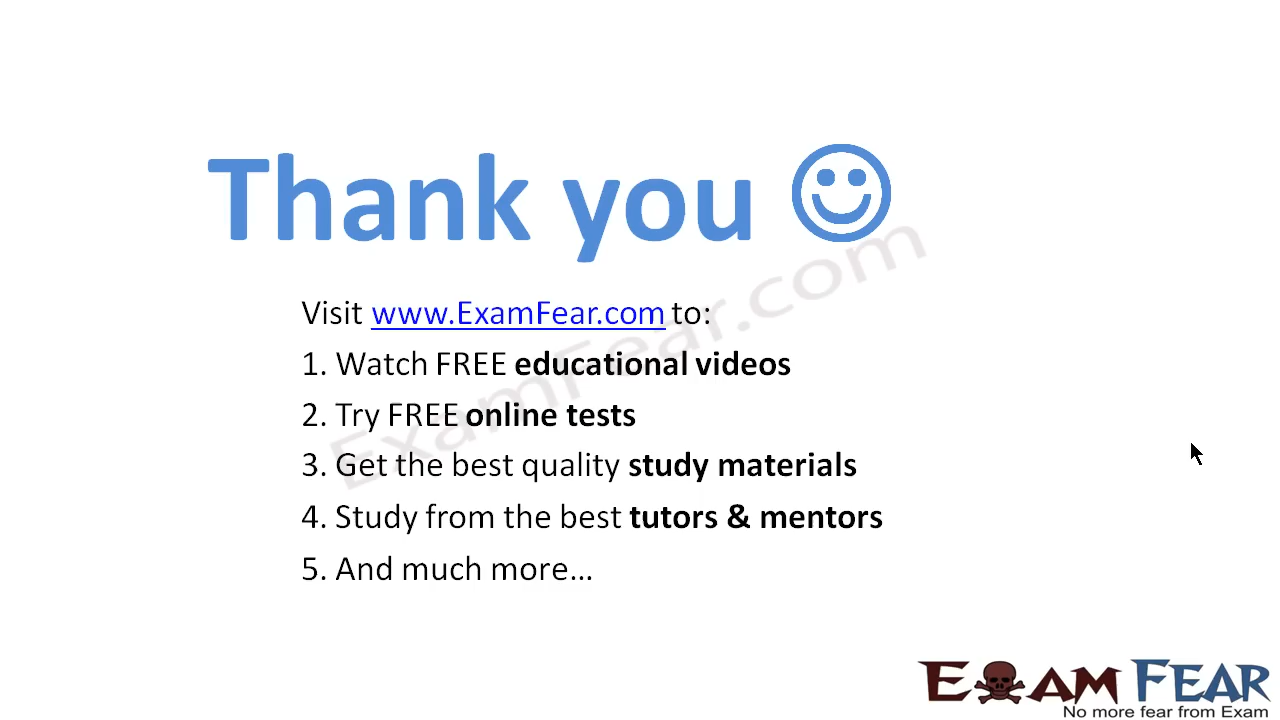 Thank you ☺
Visit www.ExamFear.com to:
1. Watch FREE educational videos
2. Try FREE online tests
3. Get the best quality study materials
4. Study from the best tutors & mentors
5. And much more...
ExamFear.com
EXAM FEAR
No more fear from Exam